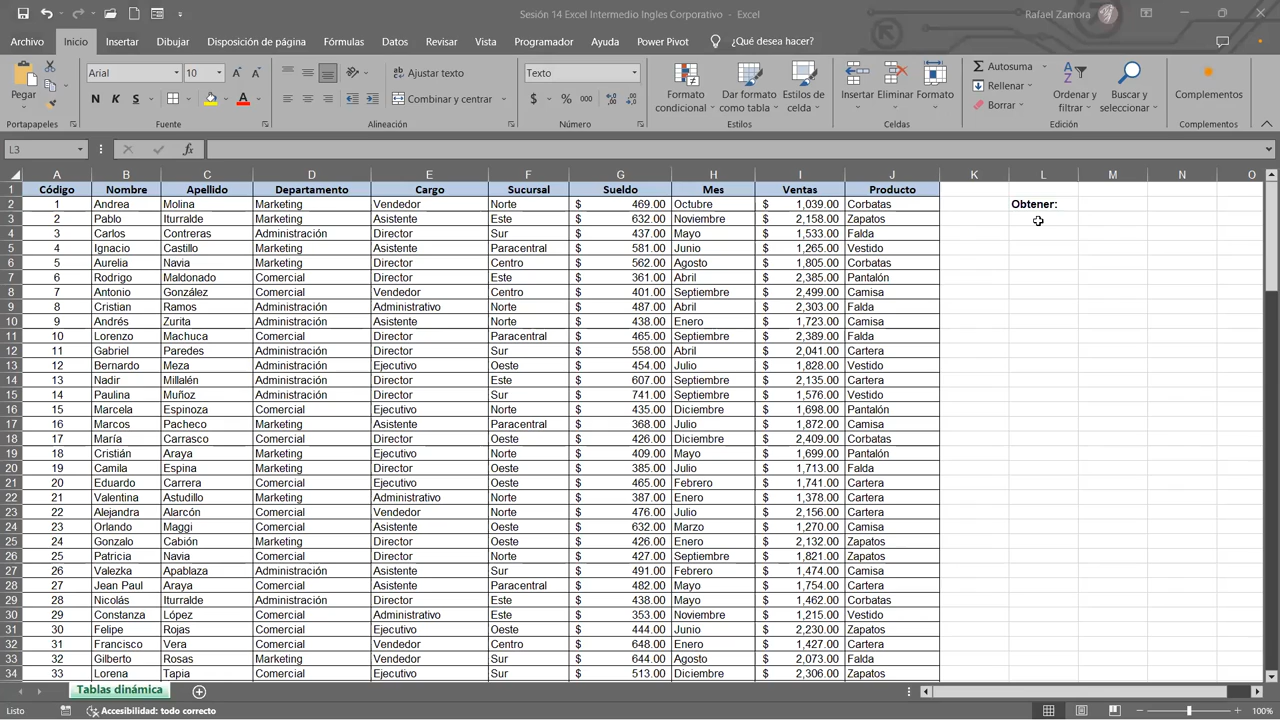 Sesión 14 Excel Intermedio Ingles Corporativo - Excel
Rafael Zamora
Archivo Inicio Insertar Dibujar Disposición de página Fórmulas Datos Revisar Vista Programador Ayuda Power Pivot ¿Qué desea hacer?
Pegar
Arial 10
N K S
Ajustar texto
Combinar y centrar
Texto
$ % 000
Formato condicional
Dar formato como tabla
Estilos de celda
Insertar Eliminar Formato
Autosuma
Rellenar
Borrar
Ordenar y filtrar
Buscar y seleccionar
Complementos
Portapapeles Fuente Alineación Número Estilos Celdas Edición Complementos
L3 fx
A B C D E F G H I J K L M N O
1 Código Nombre Apellido Departamento Cargo Sucursal Sueldo Mes Ventas Producto
2 1 Andrea Molina Marketing Vendedor Norte $ 469.00 Octubre $ 1,039.00 Corbatas Obtener:
3 2 Pablo Iturralde Marketing Asistente Este $ 632.00 Noviembre $ 2,158.00 Zapatos
4 3 Carlos Contreras Administración Director Sur $ 437.00 Mayo $ 1,533.00 Falda
5 4 Ignacio Castillo Marketing Asistente Paracentral $ 581.00 Junio $ 1,265.00 Vestido
6 5 Aurelia Navia Marketing Director Centro $ 562.00 Agosto $ 1,805.00 Corbatas
7 6 Rodrigo Maldonado Comercial Director Este $ 361.00 Abril $ 2,385.00 Pantalón
8 7 Antonio González Comercial Vendedor Centro $ 401.00 Septiembre $ 2,499.00 Camisa
9 8 Cristian Ramos Administración Administrativo Norte $ 487.00 Abril $ 2,303.00 Falda
10 9 Andrés Zurita Administración Asistente Norte $ 438.00 Enero $ 1,723.00 Camisa
11 10 Lorenzo Machuca Comercial Director Paracentral $ 465.00 Septiembre $ 2,389.00 Falda
12 11 Gabriel Paredes Administración Director Sur $ 558.00 Abril $ 2,041.00 Cartera
13 12 Bernardo Meza Administración Ejecutivo Oeste $ 454.00 Julio $ 1,828.00 Vestido
14 13 Nadir Millalén Administración Director Este $ 607.00 Septiembre $ 2,135.00 Cartera
15 14 Paulina Muñoz Administración Director Sur $ 741.00 Septiembre $ 1,576.00 Vestido
16 15 Marcela Espinoza Comercial Ejecutivo Norte $ 435.00 Diciembre $ 1,698.00 Pantalón
17 16 Marcos Pacheco Marketing Asistente Paracentral $ 368.00 Julio $ 1,872.00 Camisa
18 17 María Carrasco Comercial Director Oeste $ 426.00 Diciembre $ 2,409.00 Corbatas
19 18 Cristián Araya Marketing Ejecutivo Norte $ 409.00 Mayo $ 1,699.00 Pantalón
20 19 Camila Espina Marketing Director Oeste $ 385.00 Julio $ 1,713.00 Falda
21 20 Eduardo Carrera Comercial Ejecutivo Oeste $ 465.00 Febrero $ 1,741.00 Cartera
22 21 Valentina Astudillo Marketing Administrativo Norte $ 387.00 Enero $ 1,378.00 Cartera
23 22 Alejandra Alarcón Comercial Vendedor Norte $ 476.00 Julio $ 2,156.00 Cartera
24 23 Orlando Maggi Comercial Asistente Oeste $ 632.00 Marzo $ 1,270.00 Camisa
25 24 Gonzalo Cabión Marketing Director Oeste $ 426.00 Enero $ 2,132.00 Zapatos
26 25 Patricia Navia Comercial Director Norte $ 427.00 Septiembre $ 1,821.00 Zapatos
27 26 Valezka Apablaza Administración Asistente Sur $ 491.00 Febrero $ 1,474.00 Camisa
28 27 Jean Paul Araya Comercial Asistente Paracentral $ 482.00 Mayo $ 1,754.00 Cartera
29 28 Nicolás Iturralde Administración Director Este $ 438.00 Mayo $ 1,462.00 Corbatas
30 29 Constanza López Comercial Administrativo Este $ 353.00 Noviembre $ 1,215.00 Vestido
31 30 Felipe Rojas Comercial Ejecutivo Oeste $ 444.00 Junio $ 2,230.00 Zapatos
32 31 Francisco Vera Comercial Vendedor Centro $ 648.00 Enero $ 1,427.00 Cartera
33 32 Gilberto Rosas Marketing Vendedor Sur $ 644.00 Agosto $ 2,073.00 Falda
34 33 Lorena Tapia Comercial Ejecutivo Sur $ 513.00 Diciembre $ 2,306.00 Cartera
Tablas dinámica
Listo Accesibilidad: todo correcto 100%